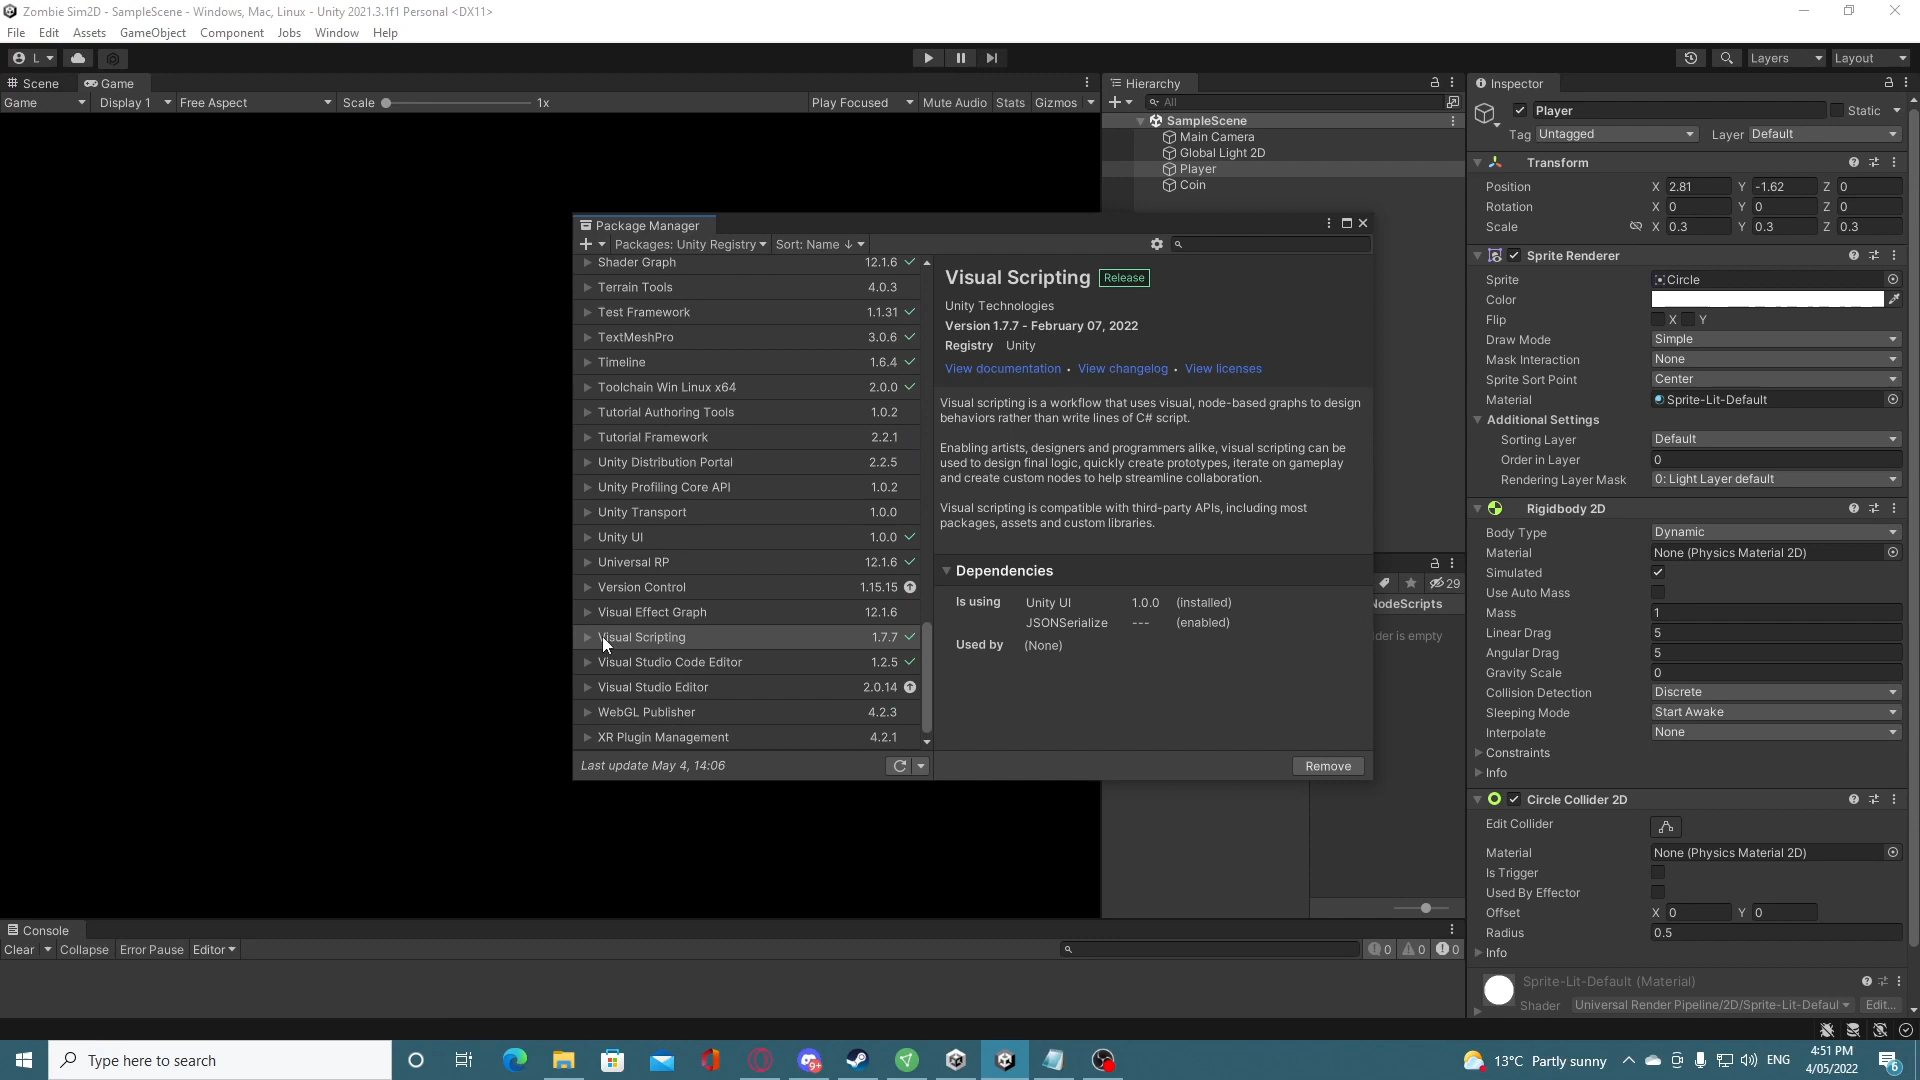 Zombie Sim2D - SampleScene - Windows, Mac, Linux - Unity 2021.3.1f1 Personal <DX11>
File Edit Assets GameObject Component Jobs Window Help
L Layers Layout
Scene Game
Game Display 1 Free Aspect Scale 1x Play Focused Mute Audio Stats Gizmos
Hierarchy
All
SampleScene
Main Camera
Global Light 2D
Player
Coin
Package Manager
Packages: Unity Registry Sort: Name ↓
Shader Graph 12.1.6
Terrain Tools 4.0.3
Test Framework 1.1.31
TextMeshPro 3.0.6
Timeline 1.6.4
Toolchain Win Linux x64 2.0.0
Tutorial Authoring Tools 1.0.2
Tutorial Framework 2.2.1
Unity Distribution Portal 2.2.5
Unity Profiling Core API 1.0.2
Unity Transport 1.0.0
Unity UI 1.0.0
Universal RP 12.1.6
Version Control 1.15.15
Visual Effect Graph 12.1.6
Visual Scripting 1.7.7
Visual Studio Code Editor 1.2.5
Visual Studio Editor 2.0.14
WebGL Publisher 4.2.3
XR Plugin Management 4.2.1
Last update May 4, 14:06
Visual Scripting Release
Unity Technologies
Version 1.7.7 - February 07, 2022
Registry Unity
View documentation • View changelog • View licenses
Visual scripting is a workflow that uses visual, node-based graphs to design
behaviors rather than write lines of C# script.
Enabling artists, designers and programmers alike, visual scripting can be
used to design final logic, quickly create prototypes, iterate on gameplay
and create custom nodes to help streamline collaboration.
Visual scripting is compatible with third-party APIs, including most
packages, assets and custom libraries.
Dependencies
Is using Unity UI 1.0.0 (installed)
JSONSerialize --- (enabled)
Used by (None)
Remove
29
NodeScripts
lder is empty
Inspector
Player Static
Tag Untagged Layer Default
Transform
Position X 2.81 Y -1.62 Z 0
Rotation X 0 Y 0 Z 0
Scale X 0.3 Y 0.3 Z 0.3
Sprite Renderer
Sprite Circle
Color
Flip X Y
Draw Mode Simple
Mask Interaction None
Sprite Sort Point Center
Material Sprite-Lit-Default
Additional Settings
Sorting Layer Default
Order in Layer 0
Rendering Layer Mask 0: Light Layer default
Rigidbody 2D
Body Type Dynamic
Material None (Physics Material 2D)
Simulated
Use Auto Mass
Mass 1
Linear Drag 5
Angular Drag 5
Gravity Scale 0
Collision Detection Discrete
Sleeping Mode Start Awake
Interpolate None
Constraints
Info
Circle Collider 2D
Edit Collider
Material None (Physics Material 2D)
Is Trigger
Used By Effector
Offset X 0 Y 0
Radius 0.5
Info
Sprite-Lit-Default (Material)
Shader Universal Render Pipeline/2D/Sprite-Lit-Defaul Edit...
Console
Clear Collapse Error Pause Editor 0 0 0
Type here to search
9+
13°C Partly sunny ENG
4:51 PM
4/05/2022
6